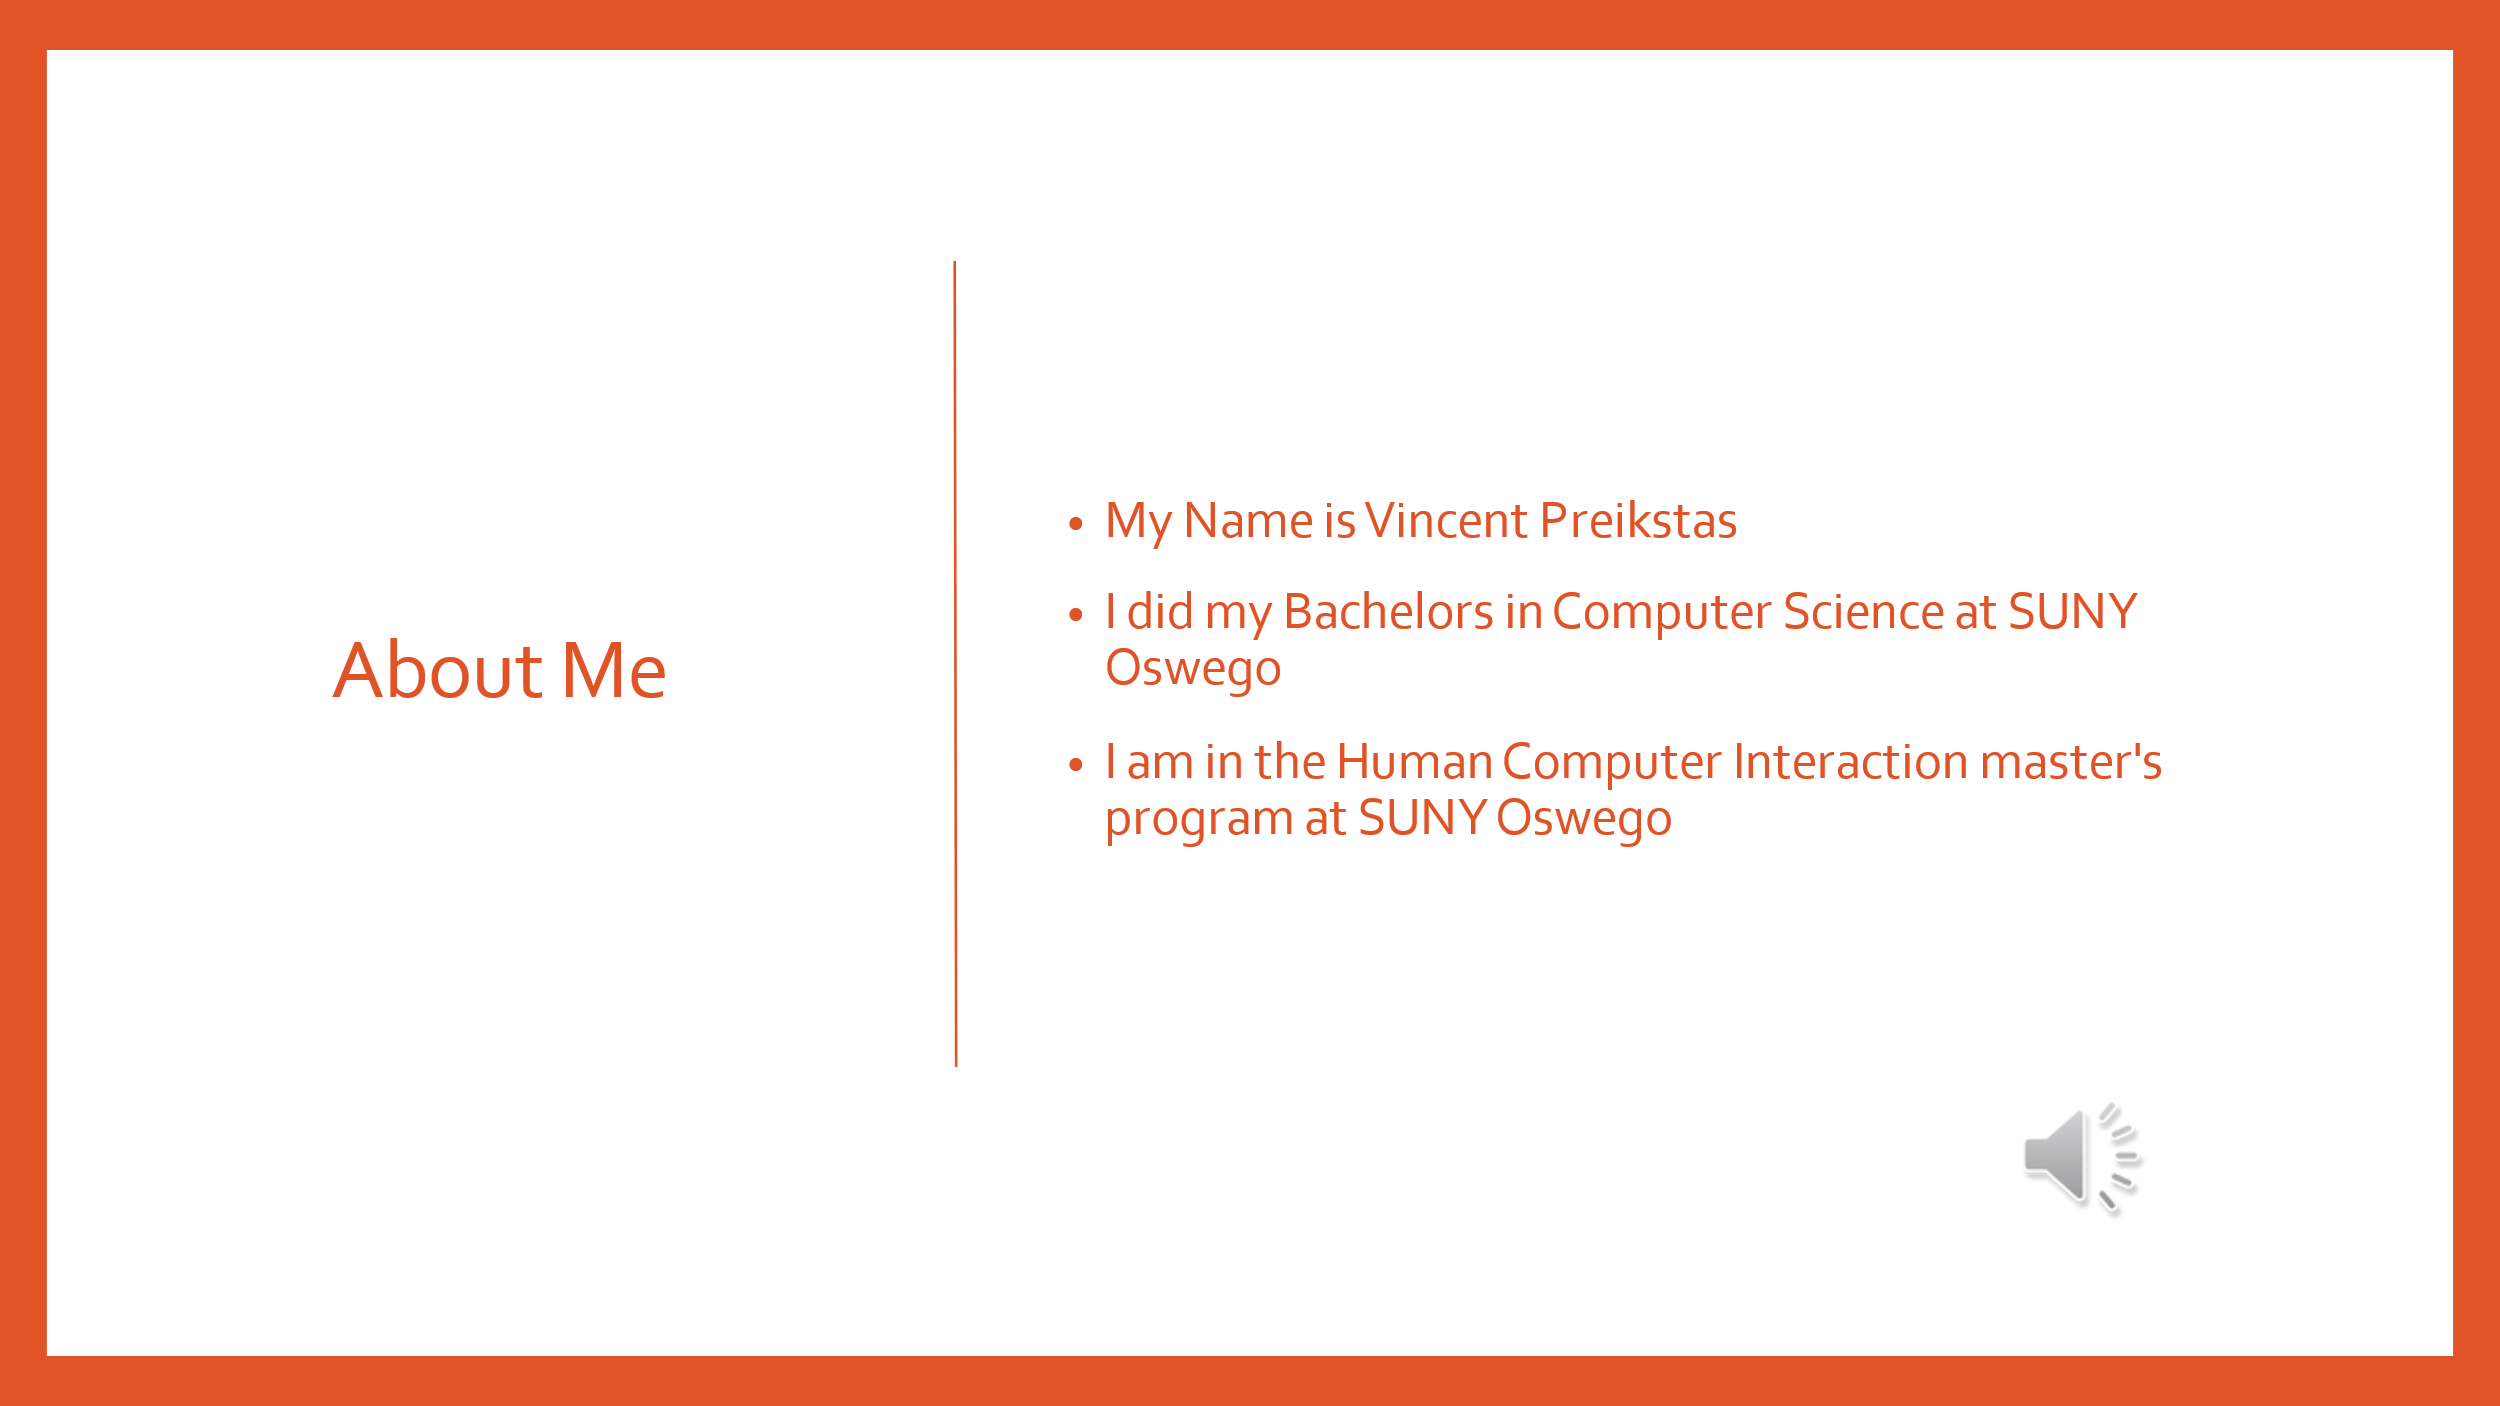 About Me
• My Name is Vincent Preikstas
• I did my Bachelors in Computer Science at SUNY
Oswego
• I am in the Human Computer Interaction master's
program at SUNY Oswego